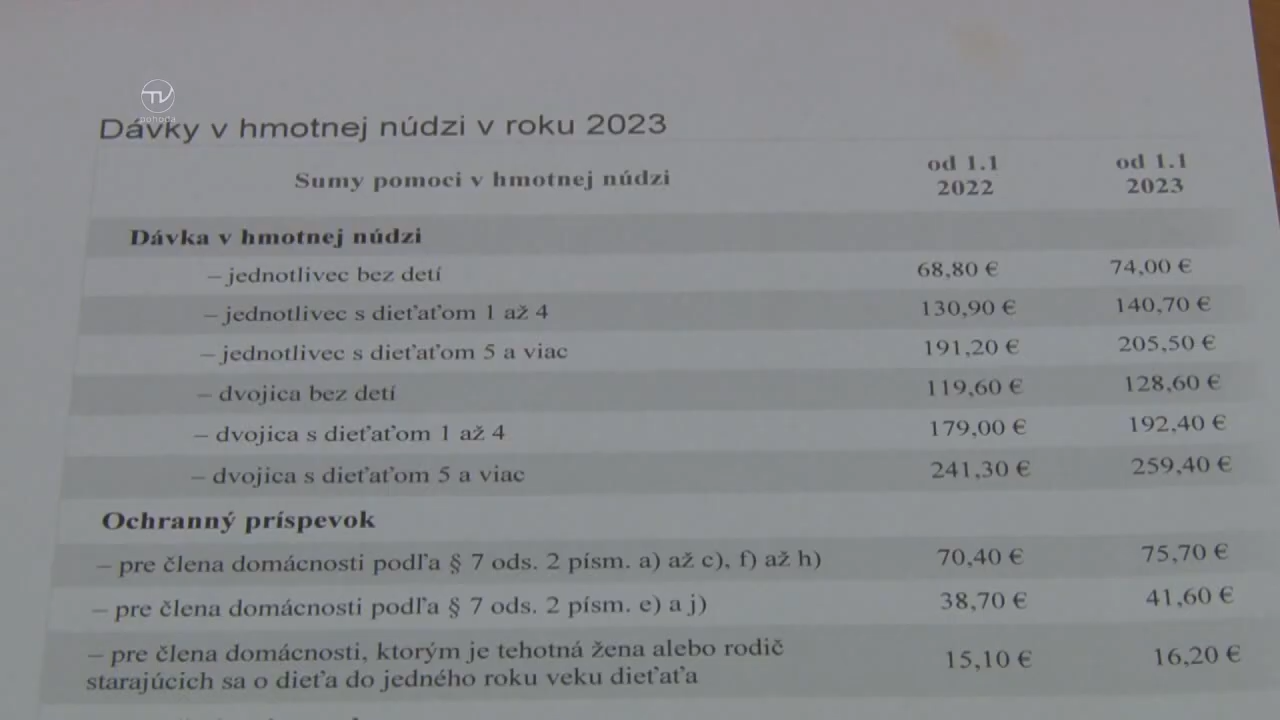 TV
pohoda
Dávky v hmotnej núdzi v roku 2023
Sumy pomoci v hmotnej núdzi od 1.1 2022 od 1.1 2023
Dávka v hmotnej núdzi
– jednotlivec bez detí 68,80 € 74,00 €
– jednotlivec s dieťaťom 1 až 4 130,90 € 140,70 €
– jednotlivec s dieťaťom 5 a viac 191,20 € 205,50 €
– dvojica bez detí 119,60 € 128,60 €
– dvojica s dieťaťom 1 až 4 179,00 € 192,40 €
– dvojica s dieťaťom 5 a viac 241,30 € 259,40 €
Ochranný príspevok
– pre člena domácnosti podľa § 7 ods. 2 písm. a) až c), f) až h) 70,40 € 75,70 €
– pre člena domácnosti podľa § 7 ods. 2 písm. e) a j) 38,70 € 41,60 €
– pre člena domácnosti, ktorým je tehotná žena alebo rodič
starajúcich sa o dieťa do jedného roku veku dieťaťa 15,10 € 16,20 €